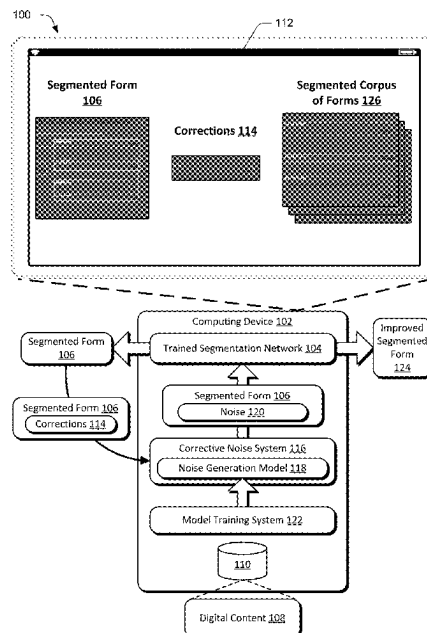 100
112
Segmented Form
106
Corrections 114
Segmented Corpus
of Forms 126
Computing Device 102
Trained Segmentation Network 104
Segmented Form
106
Improved
Segmented
Form
124
Segmented Form 106
Noise 120
Segmented Form 106
Corrections 114
Corrective Noise System 116
Noise Generation Model 118
Model Training System 122
110
Digital Content 108